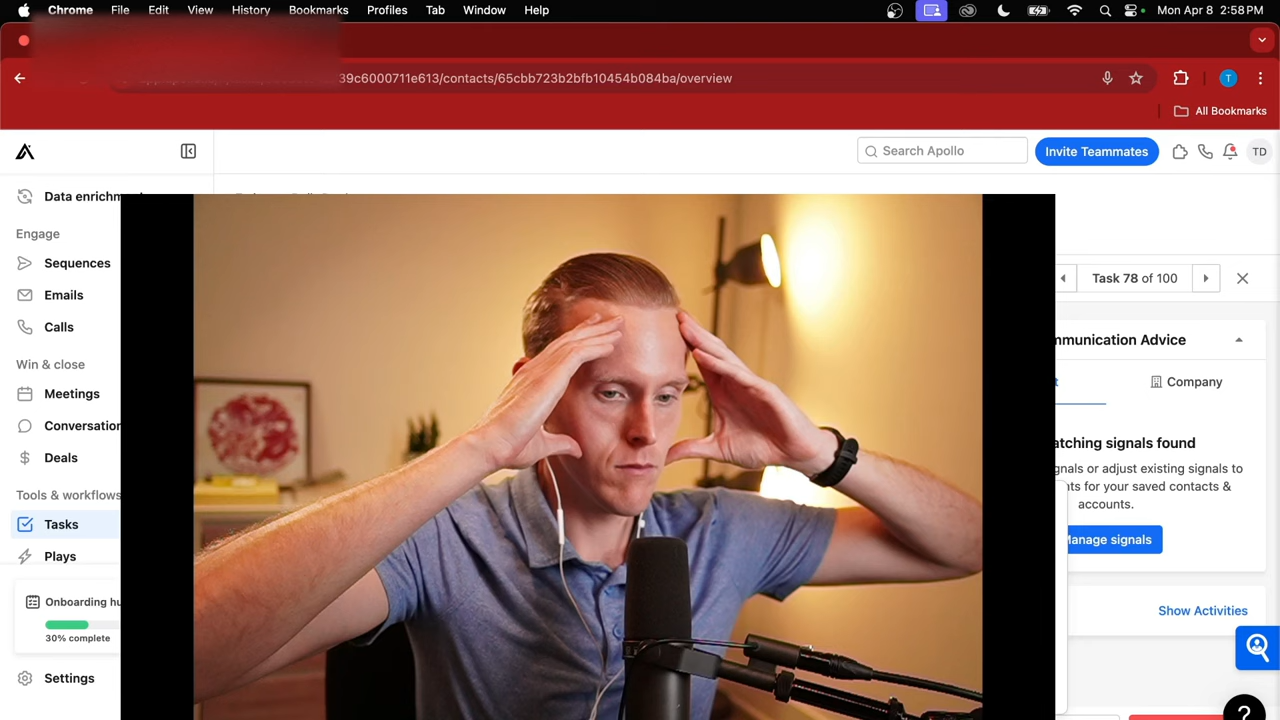 Chrome File Edit View History Bookmarks Profiles Tab Window Help Mon Apr 8 2:58 PM
39c6000711e613/contacts/65cbb723b2bfb10454b084ba/overview T
All Bookmarks
Search Apollo Invite Teammates TD
Data enrichm
Engage
Sequences
Emails
Calls
Win & close
Meetings
Conversation
Deals
Tools & workflows
Tasks
Plays
Onboarding hu
30% complete
Settings
Task 78 of 100
mmunication Advice
Company
atching signals found
gnals or adjust existing signals to
nts for your saved contacts &
accounts.
Manage signals
Show Activities
?